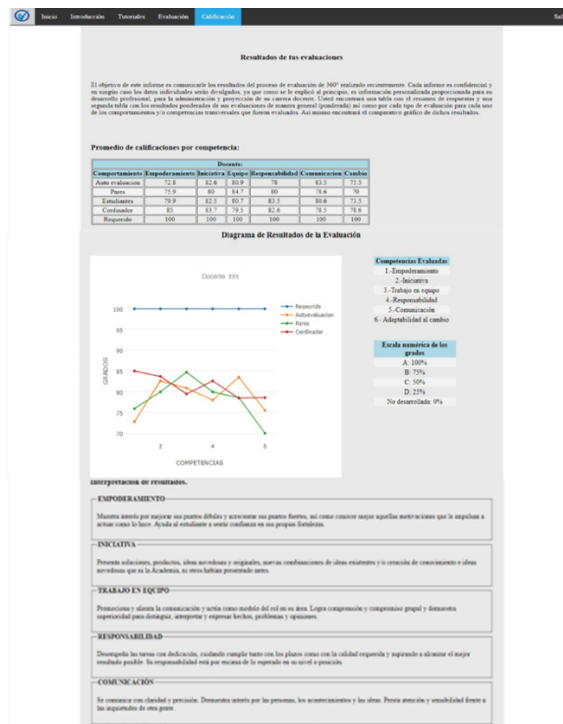 Inicio Introducción Tutoriales Evaluación Calificación Sal
Resultados de tus evaluaciones
El objetivo de este informe es comunicarle los resultados del proceso de evaluación de 360° realizado recientemente. Cada informe es confidencial y
en ningún caso los datos individuales serán divulgados, ya que como se le explicó al principio, es información personalizada proporcionada para su
desarrollo profesional, para la administración y proyección de su carrera docente. Usted encontrará una tabla con el resumen de respuestas y una
segunda tabla con los resultados ponderados de sus evaluaciones de manera general (ponderada) así como por cada tipo de evaluación para cada uno
de los comportamientos y/o competencias transversales que fueron evaluados. Así mismo encontrará el comparativo gráfico de dichos resultados.
Promedio de calificaciones por competencia:
Docente:
Comportamiento Empoderamiento Iniciativa Equipo Responsabilidad Comunicacion Cambio
Auto evaluacion 72.8 82.6 80.9 78 83.5 75.5
Pares 75.9 80 84.7 80 78.6 70
Estudiantes 79.9 82.5 80.7 83.5 80.6 73.5
Cordinador 85 83.7 79.5 82.6 78.5 78.6
Requerido 100 100 100 100 100 100
Diagrama de Resultados de la Evaluación
Docente XXX
100
95
90
85
80
75
70
GRADOS
2 4 6
COMPETENCIAS
Requerido
Autoevaluacion
Pares
Cordinador
Competencias Evaluadas
1.-Empoderamiento
2.-Iniciativa
3.-Trabajo en equipo
4.-Responsabilidad
5.-Comunicación
6.- Adaptabilidad al cambio
Escala numérica de los
grados
A: 100%
B: 75%
C: 50%
D: 25%
No desarrollada: 0%
Interpretación de resultados.
EMPODERAMIENTO
Muestra interés por mejorar sus puntos débiles y acrecentar sus puntos fuertes, así como conocer mejor aquellas motivaciones que le impulsan a
actuar como lo hace. Ayuda al estudiante a sentir confianza en sus propias fortalezas.
INICIATIVA
Presenta soluciones, productos, ideas novedosas y originales, nuevas combinaciones de ideas existentes y/o creación de conocimiento e ideas
novedosas que ni la Academia, ni otros habían presentado antes.
TRABAJO EN EQUIPO
Promociona y alienta la comunicación y actúa como modelo del rol en su área. Logra comprensión y compromiso grupal y demuestra
superioridad para distinguir, interpretar y expresar hechos, problemas y opiniones.
RESPONSABILIDAD
Desempeña las tareas con dedicación, cuidando cumplir tanto con los plazos como con la calidad requerida y aspirando a alcanzar el mejor
resultado posible. Su responsabilidad está por encima de lo esperado en su nivel o posición.
COMUNICACIÓN
Se comunica con claridad y precisión. Demuestra interés por las personas, los acontecimientos y las ideas. Presta atención y sensibilidad frente a
las inquietudes de otra gente.